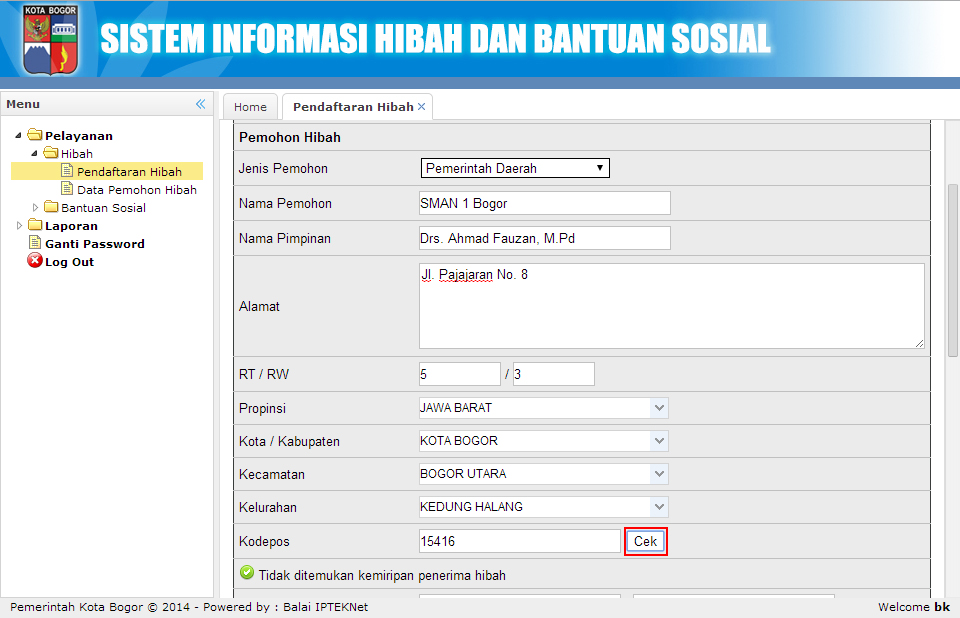 KOTA BOGOR
SISTEM INFORMASI HIBAH DAN BANTUAN SOSIAL
Menu
Pelayanan
Hibah
Pendaftaran Hibah
Data Pemohon Hibah
Bantuan Sosial
Laporan
Ganti Password
Log Out
Home
Pendaftaran Hibah
Pemohon Hibah
Jenis Pemohon Pemerintah Daerah
Nama Pemohon SMAN 1 Bogor
Nama Pimpinan Drs. Ahmad Fauzan, M.Pd
Alamat Jl. Pajajaran No. 8
RT / RW 5 / 3
Propinsi JAWA BARAT
Kota / Kabupaten KOTA BOGOR
Kecamatan BOGOR UTARA
Kelurahan KEDUNG HALANG
Kodepos 15416 Cek
Tidak ditemukan kemiripan penerima hibah
Pemerintah Kota Bogor © 2014 - Powered by : Balai IPTEKNet
Welcome bk